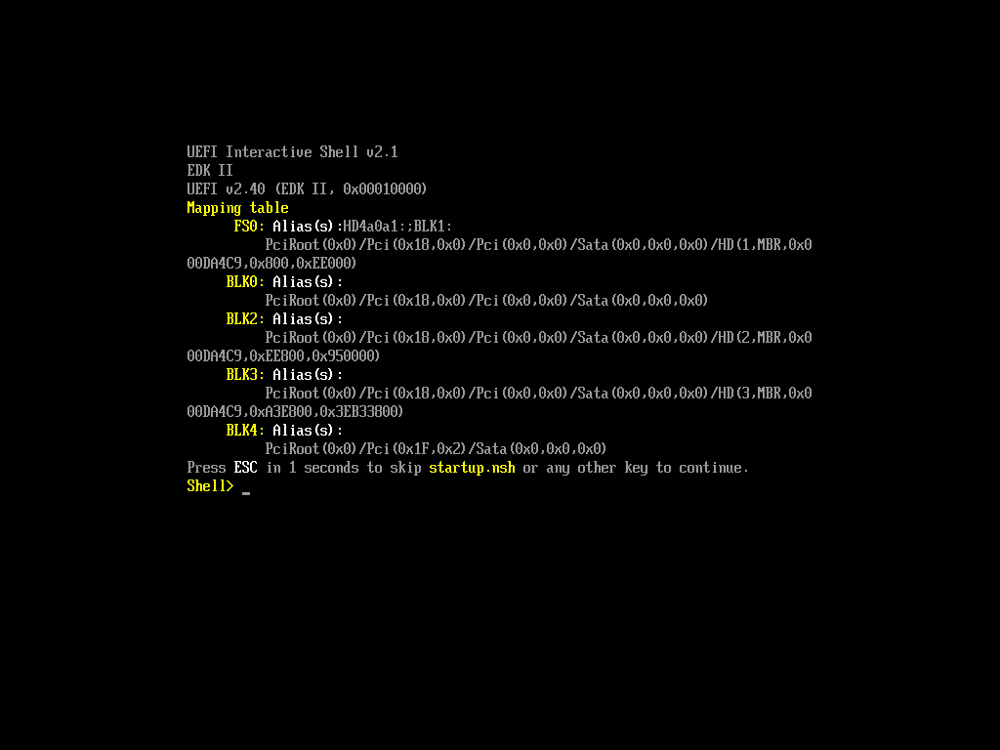 UEFI Interactive Shell v2.1
EDK II
UEFI v2.40 (EDK II, 0x00010000)
Mapping table
FS0: Alias(s):HD4a0a1:;BLK1:
PciRoot(0x0)/Pci(0x18,0x0)/Pci(0x0,0x0)/Sata(0x0,0x0,0x0)/HD(1,MBR,0x0
00DA4C9,0x800,0xEE000)
BLK0: Alias(s):
PciRoot(0x0)/Pci(0x18,0x0)/Pci(0x0,0x0)/Sata(0x0,0x0,0x0)
BLK2: Alias(s):
PciRoot(0x0)/Pci(0x18,0x0)/Pci(0x0,0x0)/Sata(0x0,0x0,0x0)/HD(2,MBR,0x0
00DA4C9,0xEE800,0x950000)
BLK3: Alias(s):
PciRoot(0x0)/Pci(0x18,0x0)/Pci(0x0,0x0)/Sata(0x0,0x0,0x0)/HD(3,MBR,0x0
00DA4C9,0xA3E800,0x3EB33800)
BLK4: Alias(s):
PciRoot(0x0)/Pci(0x1F,0x2)/Sata(0x0,0x0,0x0)
Press ESC in 1 seconds to skip startup.nsh or any other key to continue.
Shell> _